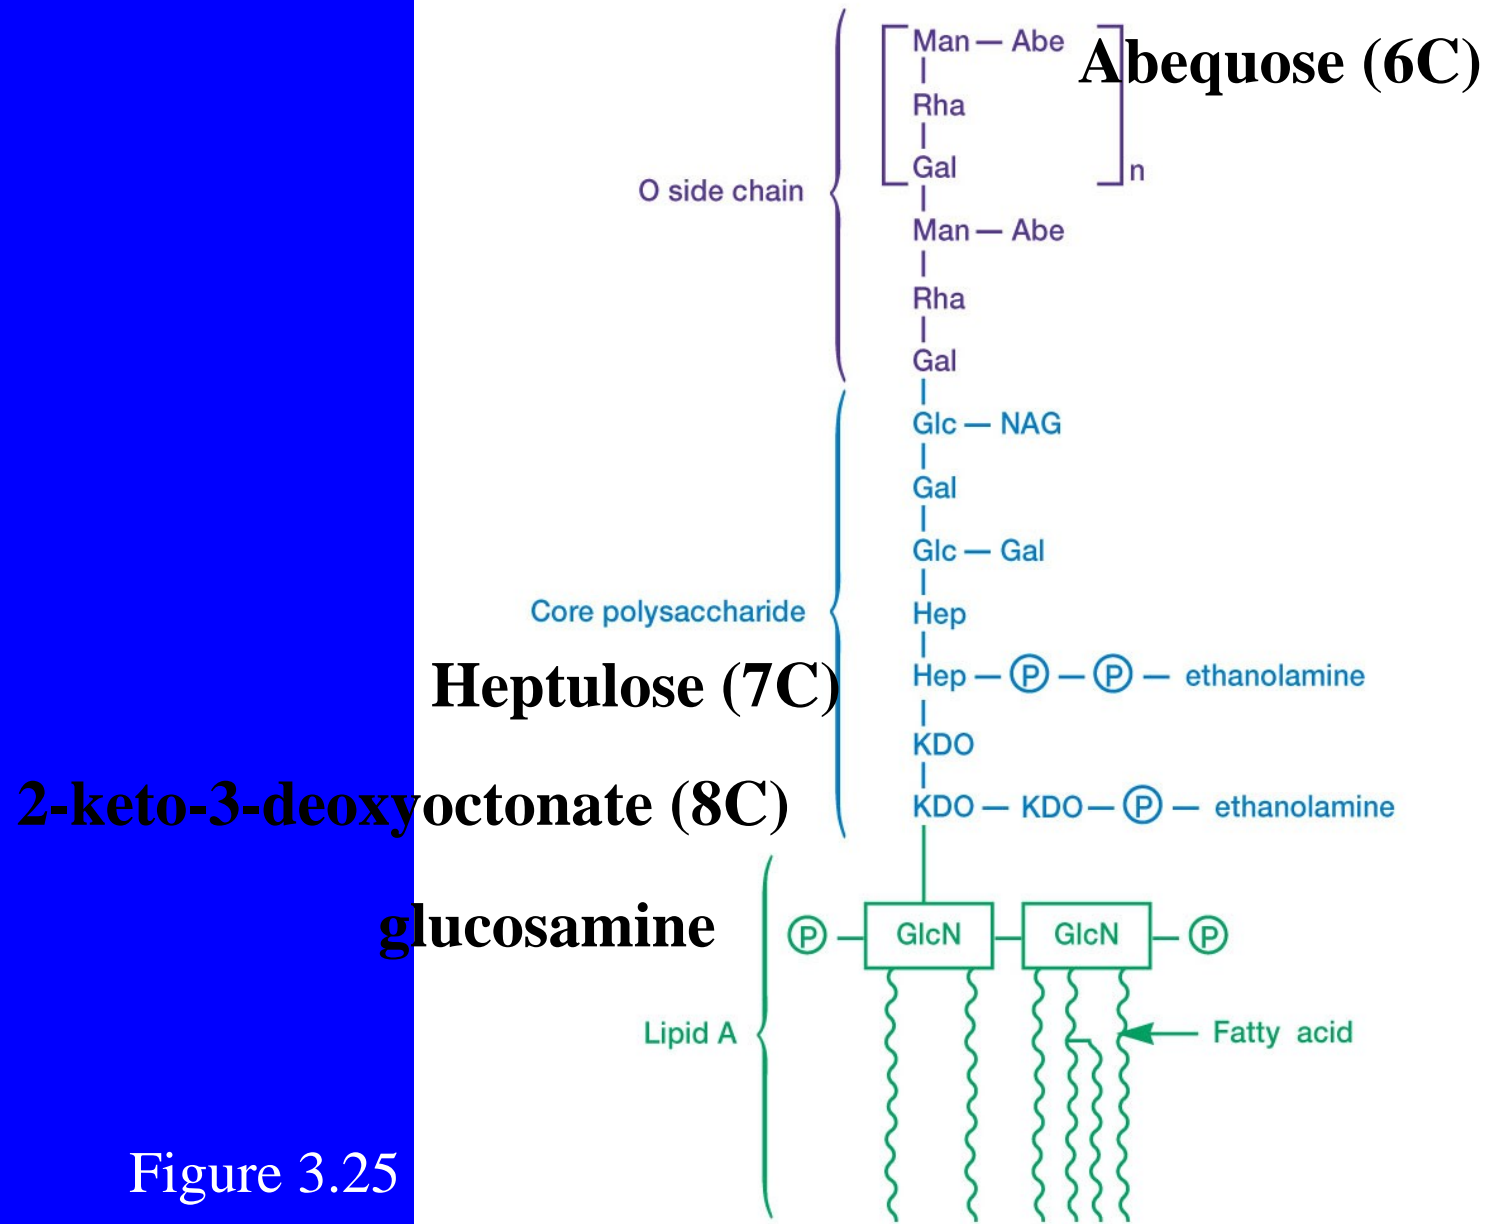 Man — Abe
Abequose (6C)
Rha
Gal
n
O side chain
Man — Abe
Rha
Gal
Glc — NAG
Gal
Glc — Gal
Core polysaccharide
Hep
Heptulose (7C)
Hep — P — P — ethanolamine
KDO
2-keto-3-deoxyoctonate (8C)
KDO — KDO — P — ethanolamine
glucosamine
P — GlcN — GlcN — P
Lipid A
Fatty acid
Figure 3.25